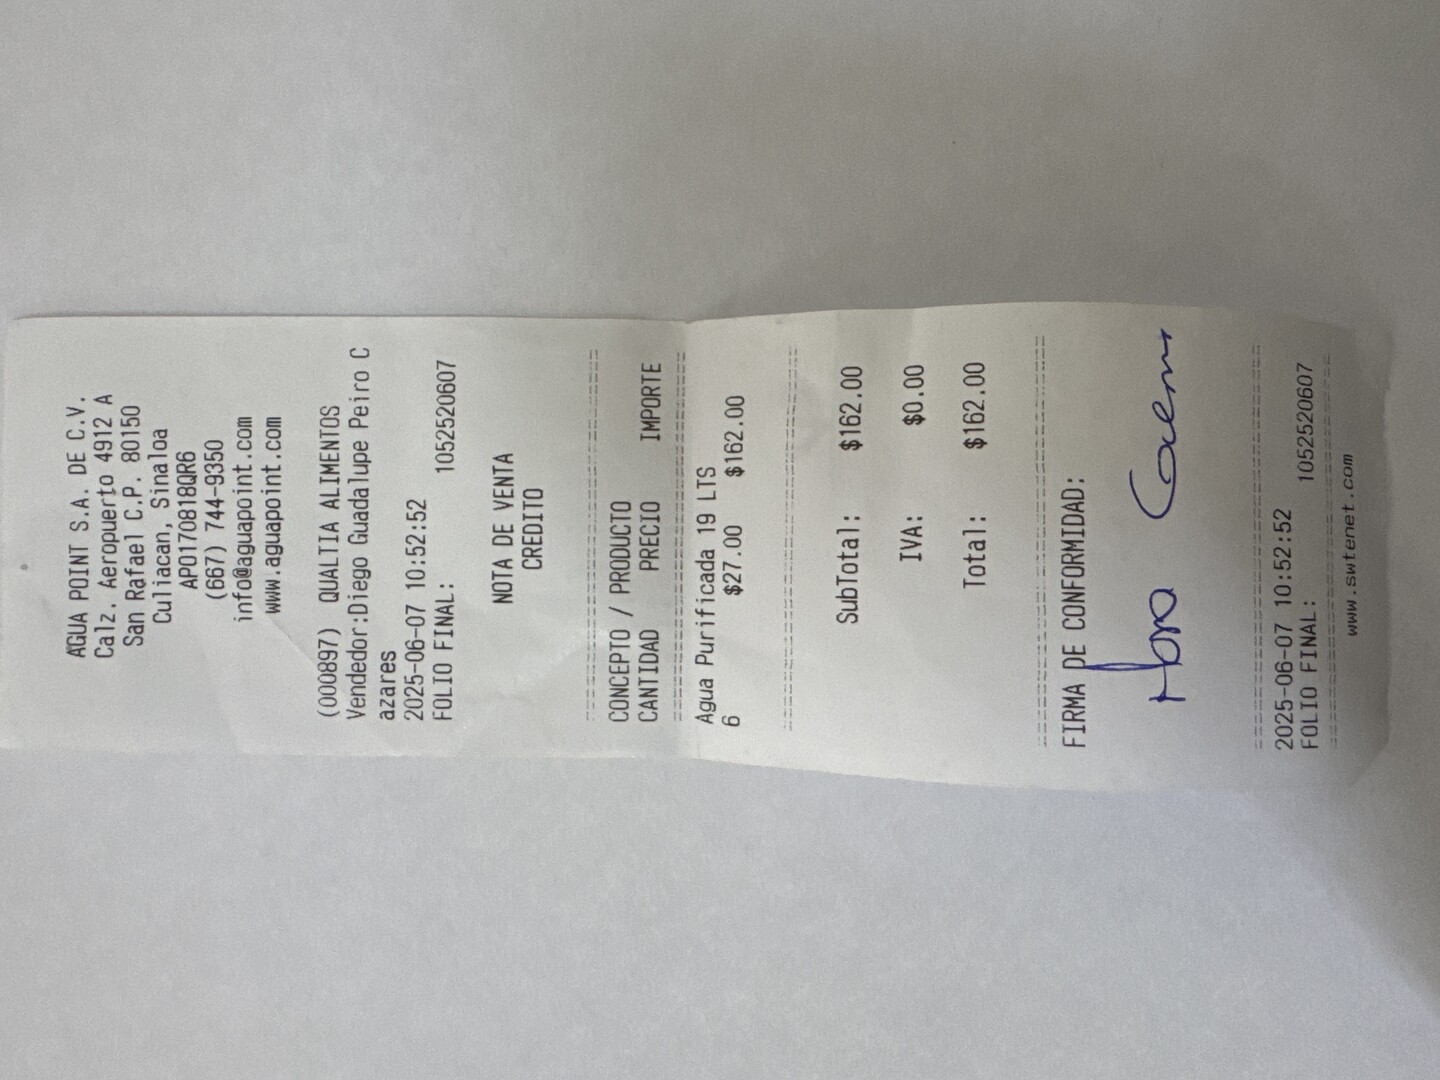 AGUA POINT S.A. DE C.V.
Calz. Aeropuerto 4912 A
San Rafael C.P. 80150
Culiacan, Sinaloa
APO170818QR6
(667) 744-9350
info@aguapoint.com
www.aguapoint.com
(000897) QUALTIA ALIMENTOS
Vendedor:Diego Guadalupe Peiro C
azares
2025-06-07 10:52:52
FOLIO FINAL: 1052520607
NOTA DE VENTA
CREDITO
CONCEPTO / PRODUCTO
CANTIDAD PRECIO IMPORTE
Agua Purificada 19 LTS
6 $27.00 $162.00
SubTotal: $162.00
IVA: $0.00
Total: $162.00
FIRMA DE CONFORMIDAD:
2025-06-07 10:52:52
FOLIO FINAL: 1052520607
www.swtenet.com